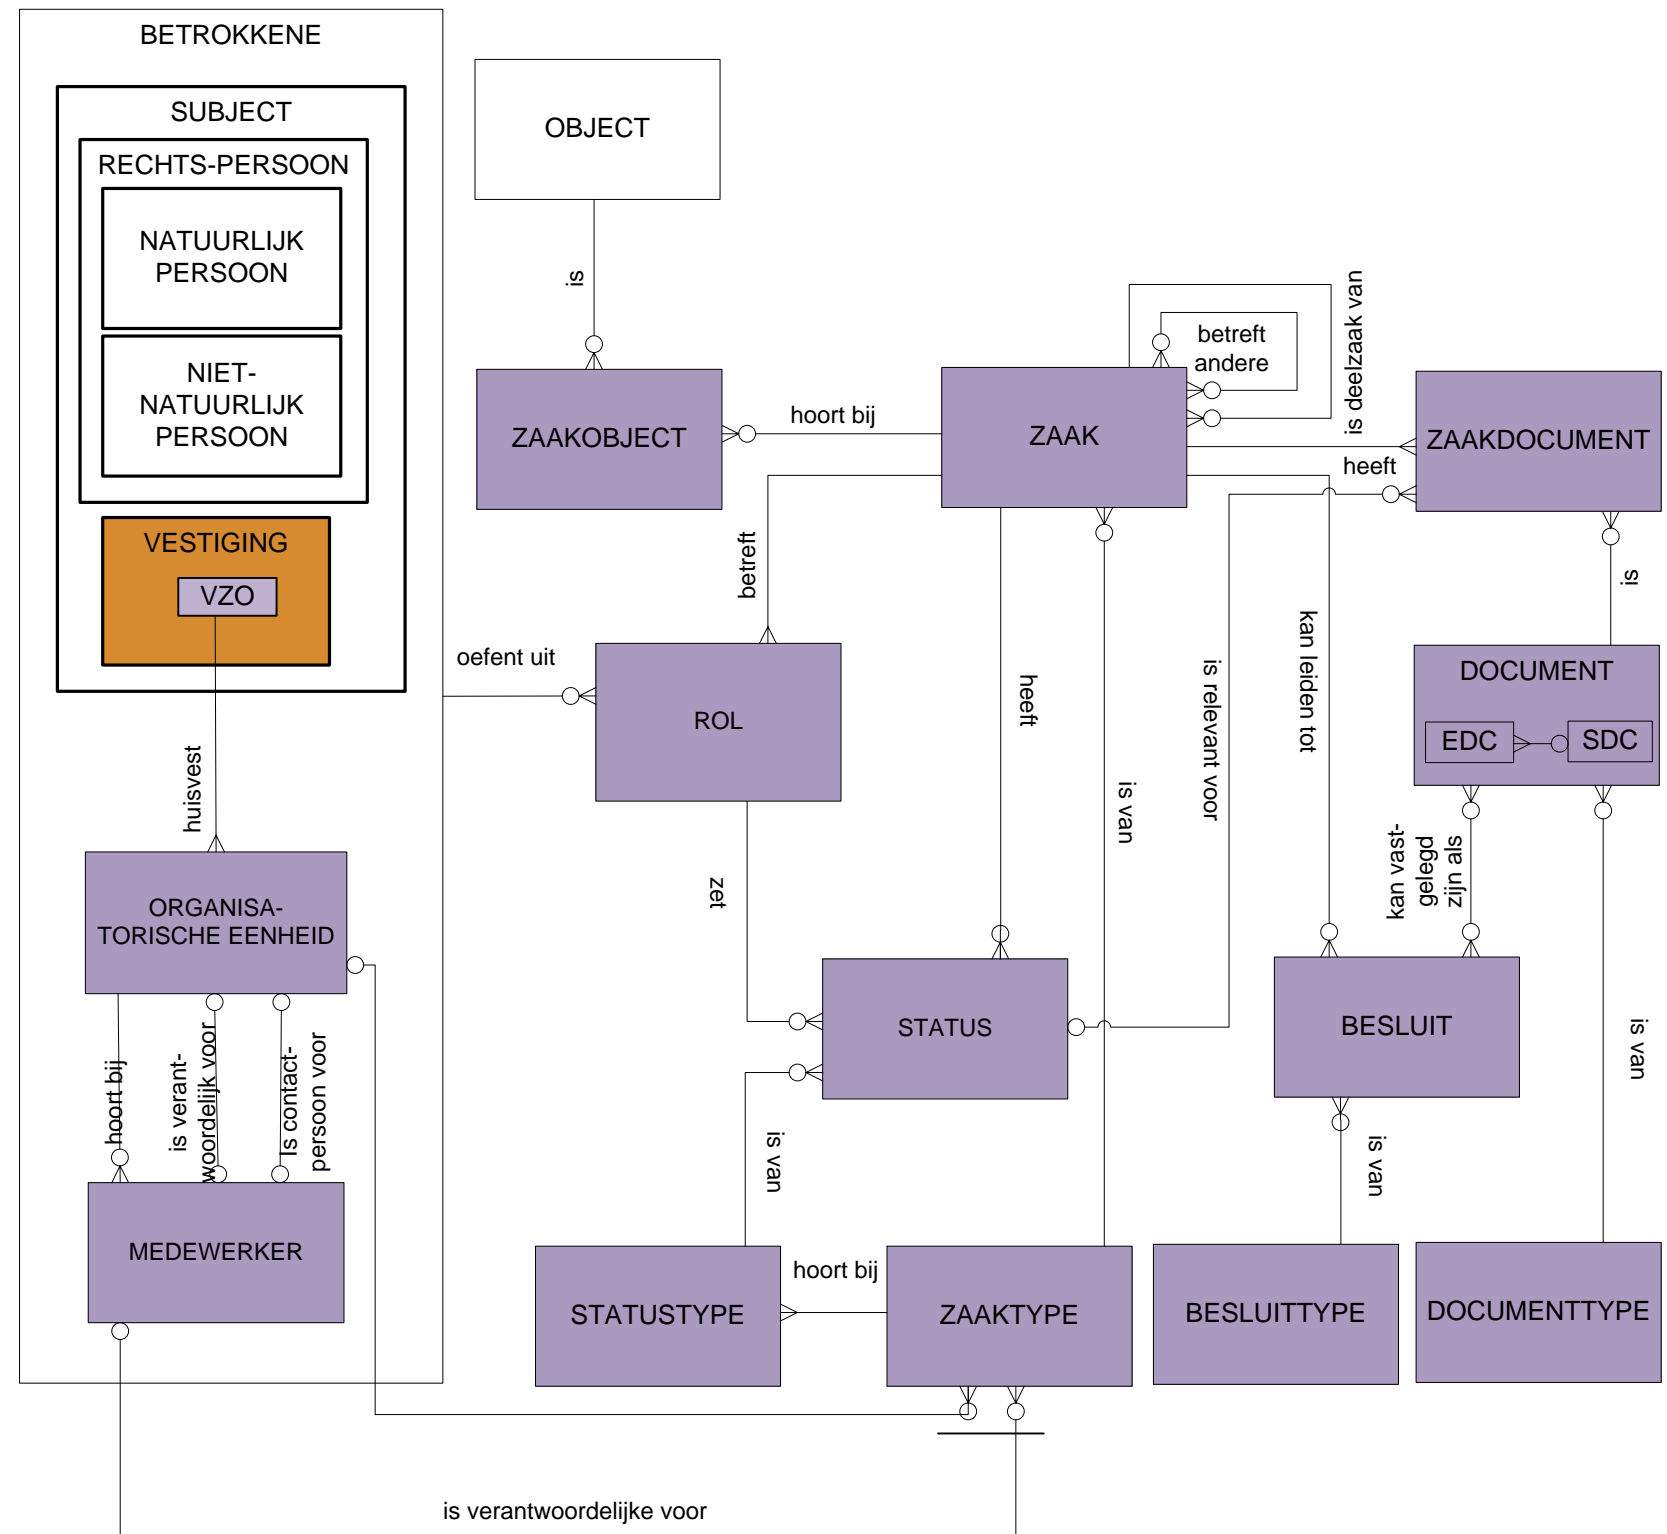 BETROKKENE
SUBJECT
RECHTS-PERSOON
NATUURLIJK
PERSOON
NIET-
NATUURLIJK
PERSOON
VESTIGING
VZO
huisvest
ORGANISA-
TORISCHE EENHEID
hoort bij
is verant-
woordelijk voor
Is contact-
persoon voor
MEDEWERKER
OBJECT
is
ZAAKOBJECT
hoort bij
ZAAK
betreft
andere
is deelzaak van
ZAAKDOCUMENT
heeft
betreft
oefent uit
ROL
heeft
is van
is relevant voor
kan leiden tot
is
DOCUMENT
EDC
SDC
kan vast-
gelegd
zijn als
zet
STATUS
BESLUIT
is van
is van
is van
STATUSTYPE
hoort bij
ZAAKTYPE
BESLUITTYPE
DOCUMENTTYPE
is verantwoordelijke voor